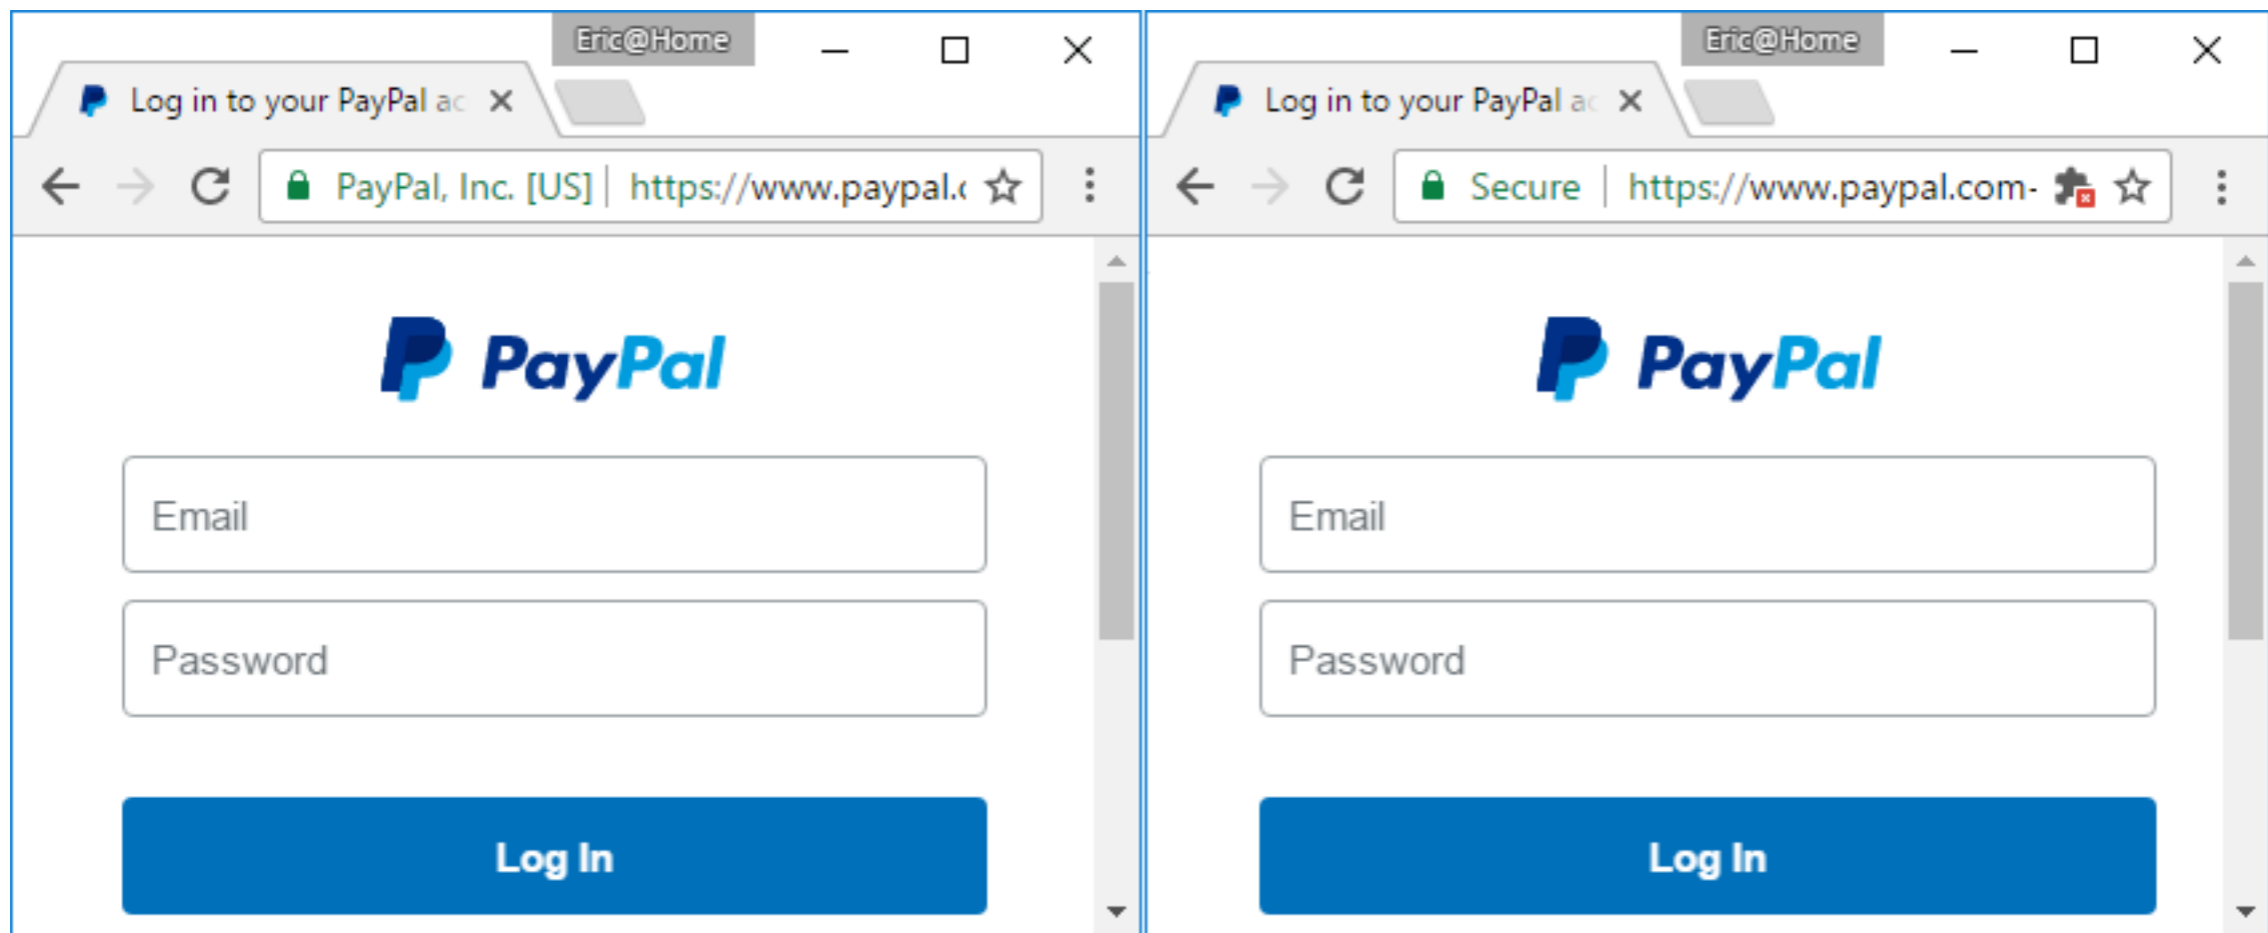 Eric@Home
Log in to your PayPal ac
PayPal, Inc. [US] https://www.paypal.c
PayPal
Email
Password
Log In
Eric@Home
Log in to your PayPal ac
Secure https://www.paypal.com-
PayPal
Email
Password
Log In